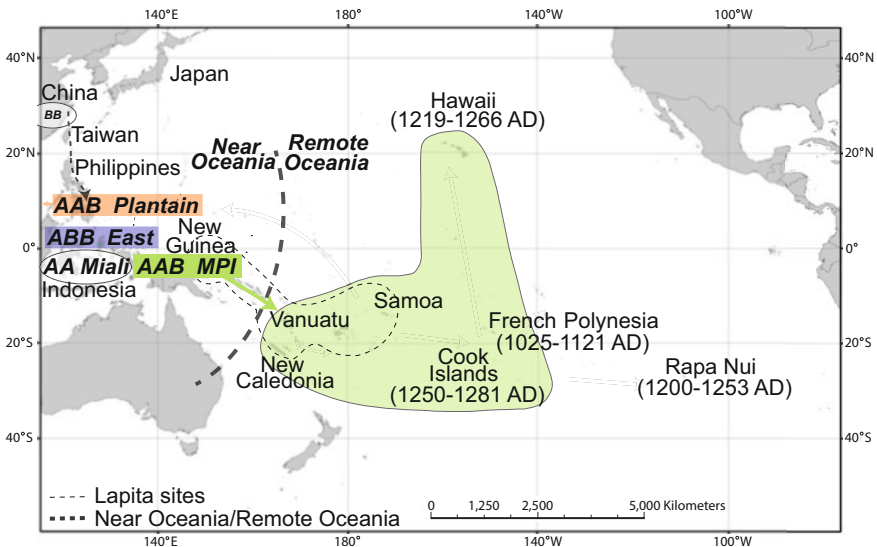 140°E 180° 140°W 100°W
40°N 40°N
Japan
China
BB
Hawaii
(1219-1266 AD)
Taiwan
Near Remote
Oceania Oceania
20°N 20°N
Philippines
AAB Plantain
New
Guinea
ABB East
0° 0°
AA Miali AAB MPI
Indonesia
Samoa
Vanuatu
French Polynesia
(1025-1121 AD)
20°S 20°S
Cook
Islands
(1250-1281 AD)
New
Caledonia
Rapa Nui
(1200-1253 AD)
40°S 40°S
Lapita sites
Near Oceania/Remote Oceania
0 1,250 2,500 5,000 Kilometers
140°E 180° 140°W 100°W